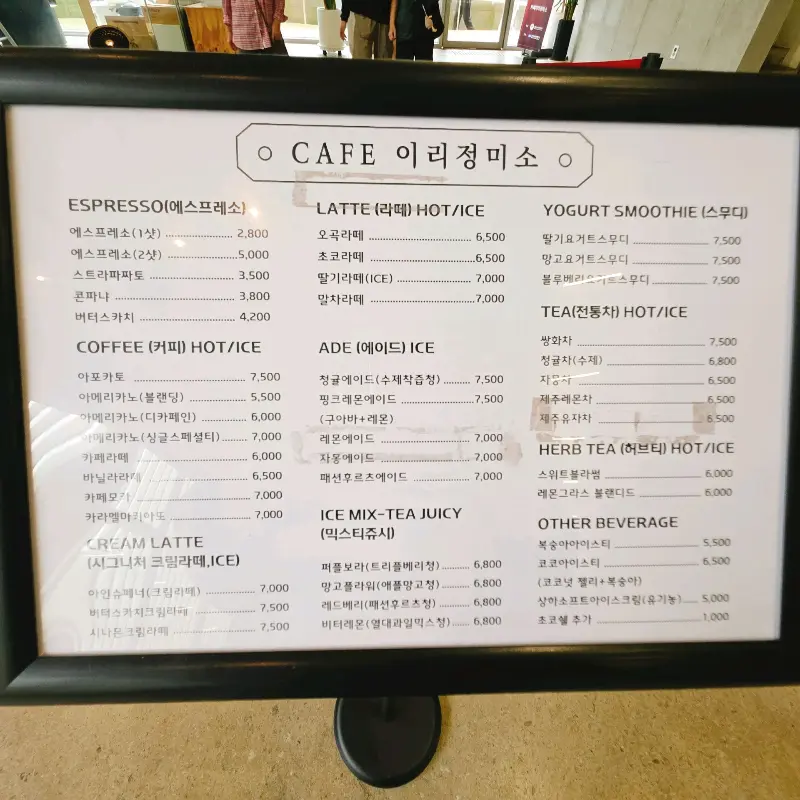 CAFE 이리정미소
ESPRESSO(에스프레소)
에스프레소(1샷) 2,800
에스프레소(2샷) 5,000
스트라파짜토 3,500
콘파냐 3,800
버터스카치 4,200
COFFEE (커피) HOT/ICE
아포카토 7,500
아메리카노(블랜딩) 5,500
아메리카노(디카페인) 6,000
아메리카노(싱글스페셜티) 7,000
카페라떼 6,000
바닐라라떼 6,500
카페모카 7,000
카라멜마키아또 7,000
CREAM LATTE
(시그니처 크림라떼,ICE)
아인슈페너(크림라떼) 7,000
버터스카치크림라떼 7,500
시나몬크림라떼 7,500
LATTE (라떼) HOT/ICE
오곡라떼 6,500
초코라떼 6,500
딸기라떼(ICE) 7,000
말차라떼 7,000
ADE (에이드) ICE
청귤에이드(수제착즙청) 7,500
핑크레몬에이드 7,500
(구아바+레몬)
레몬에이드 7,000
자몽에이드 7,000
패션후르츠에이드 7,000
ICE MIX-TEA JUICY
(믹스티쥬시)
퍼플보라(트리플베리청) 6,800
망고플라워(애플망고청) 6,800
레드베리(패션후르츠청) 6,800
비터레몬(열대과일믹스청) 6,800
YOGURT SMOOTHIE (스무디)
딸기요거트스무디 7,500
망고요거트스무디 7,500
블루베리요거트스무디 7,500
TEA(전통차) HOT/ICE
쌍화차 7,500
청귤차(수제) 6,800
자몽차 6,500
제주레몬차 6,500
제주유자차 6,500
HERB TEA (허브티) HOT/ICE
스위트블라썸 6,000
레몬그라스 블랜디드 6,000
OTHER BEVERAGE
복숭아아이스티 5,500
코코아이스티 6,500
(코코넛 젤리+복숭아)
상하소프트아이스크림(유기농) 5,000
초코쉘 추가 1,000